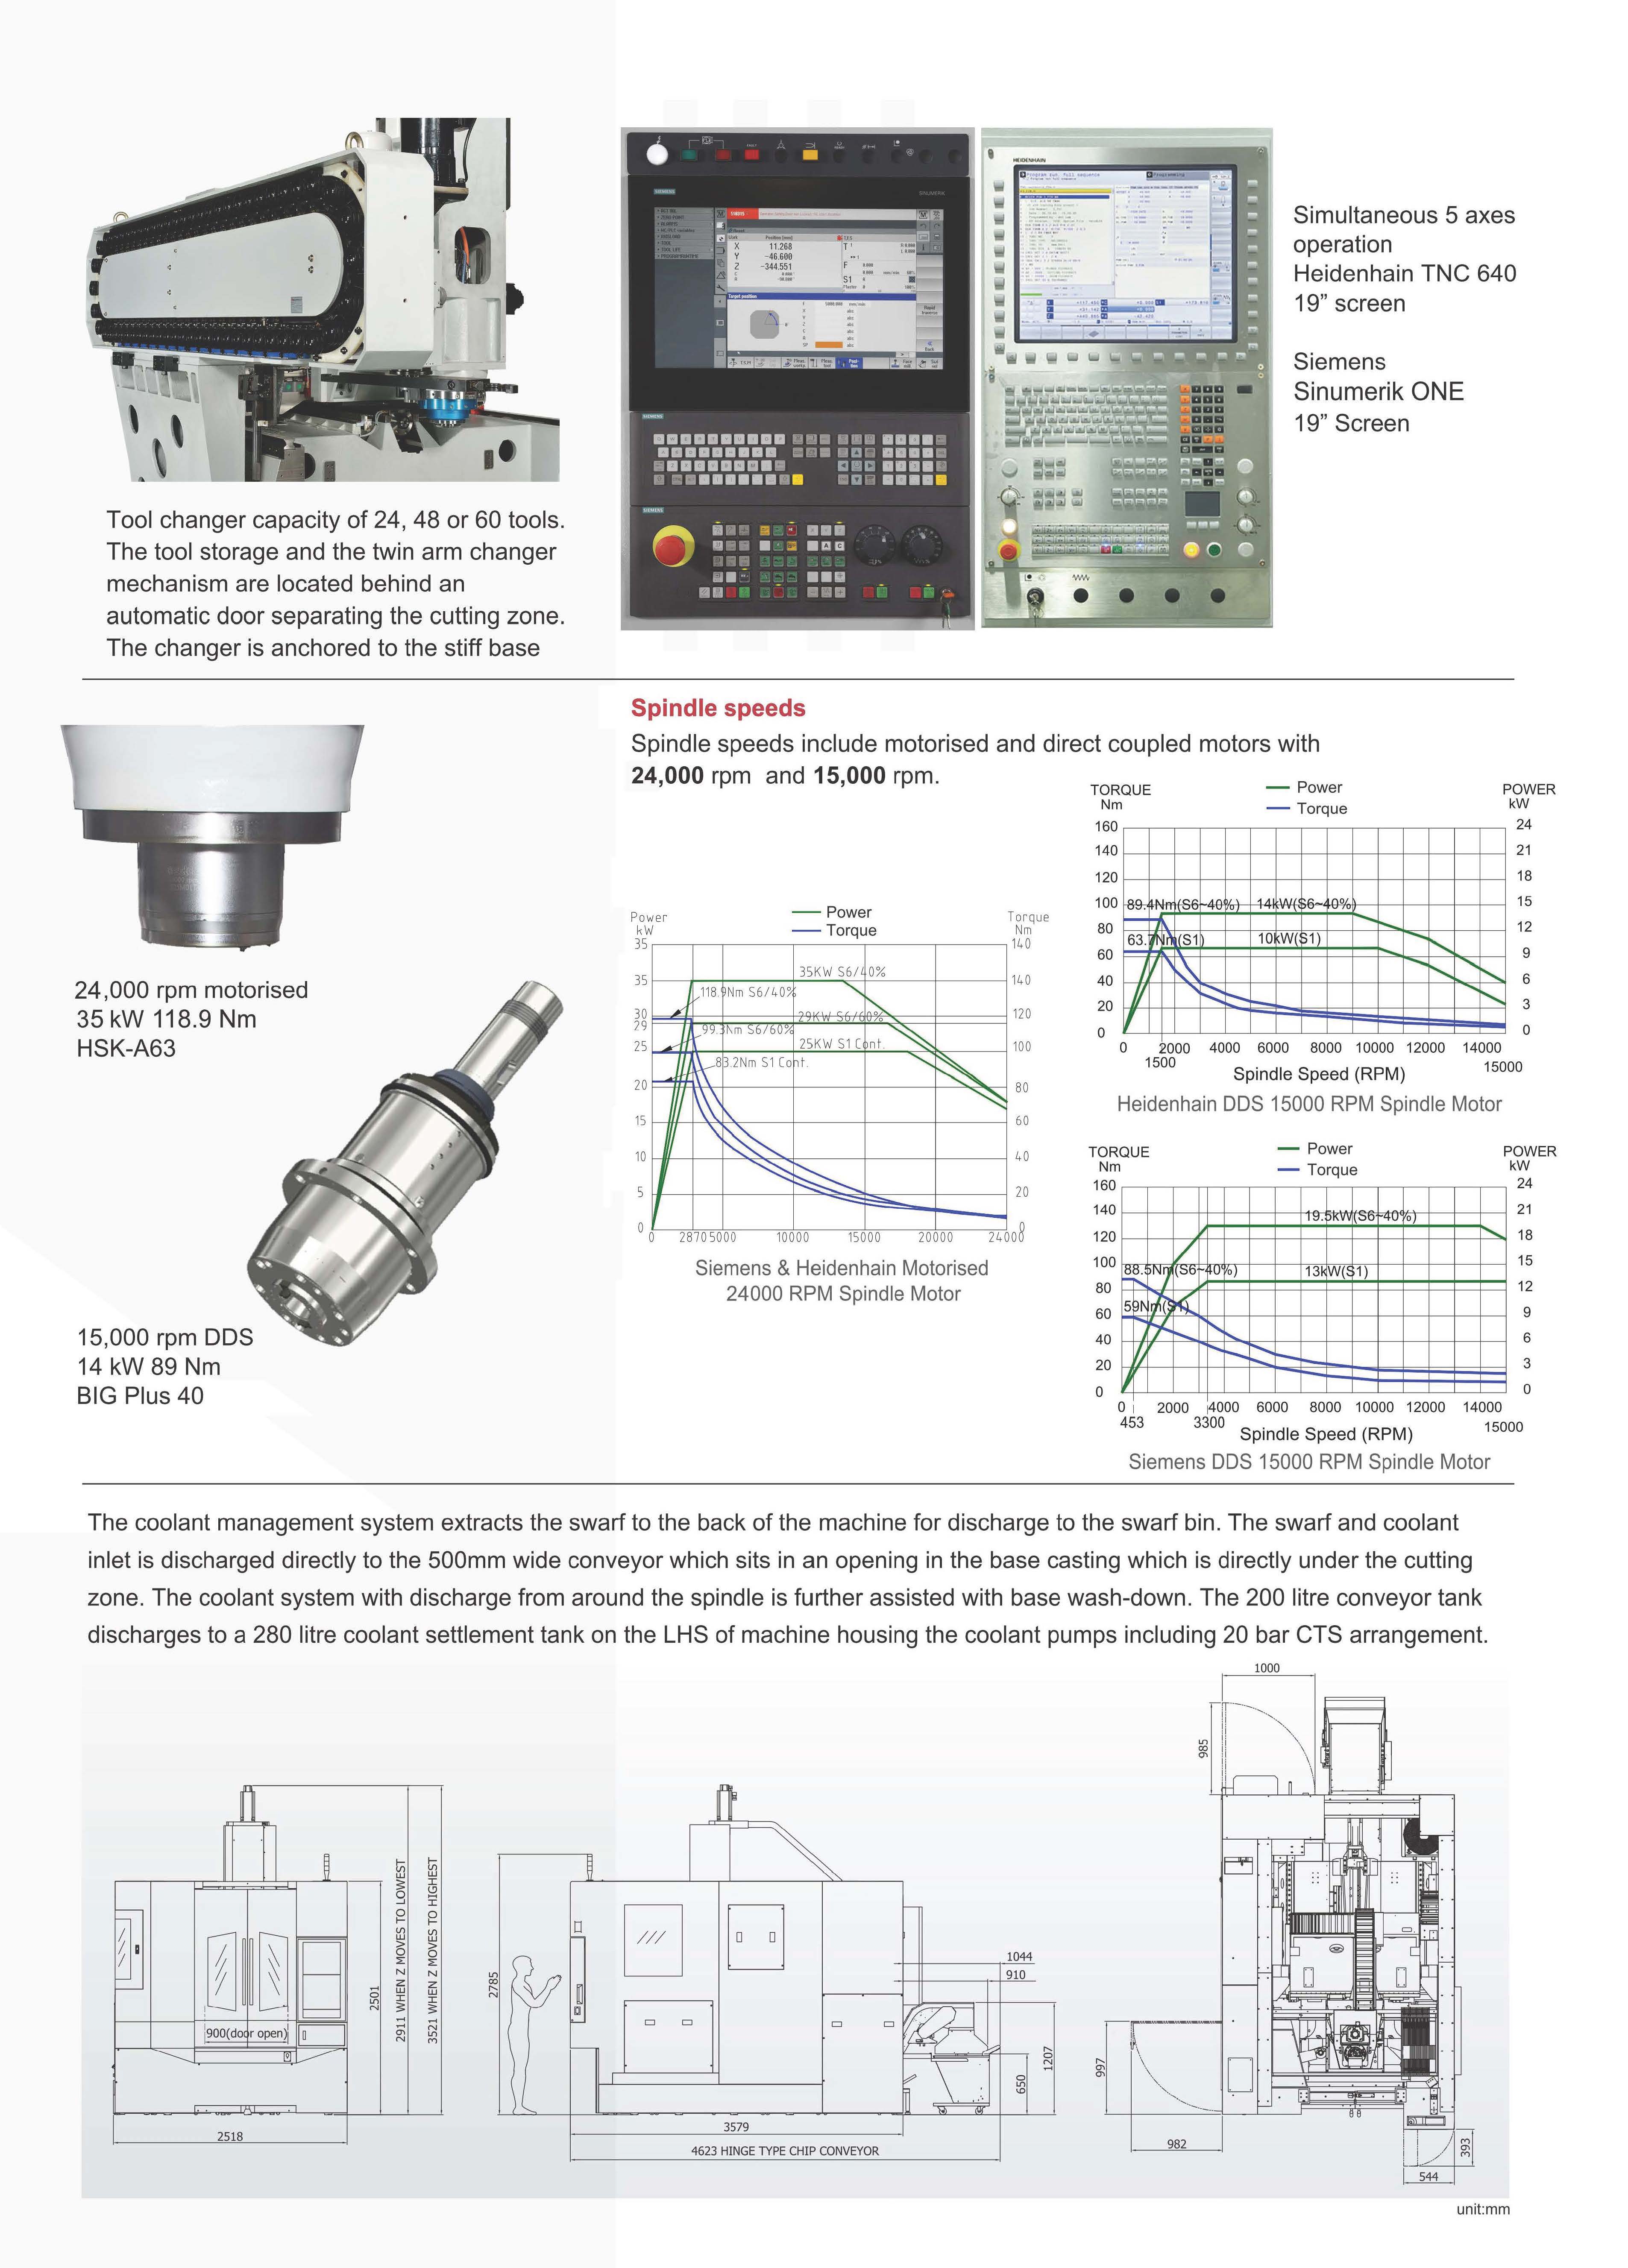 HEIDENHAIN
SIEMENS
SINUMERIK
X 11.268
Y -46.600
Z -344.551
SIEMENS
SIEMENS
Simultaneous 5 axes
operation
Heidenhain TNC 640
19” screen
Siemens
Sinumerik ONE
19” Screen
Tool changer capacity of 24, 48 or 60 tools.
The tool storage and the twin arm changer
mechanism are located behind an
automatic door separating the cutting zone.
The changer is anchored to the stiff base
Spindle speeds
Spindle speeds include motorised and direct coupled motors with
24,000 rpm and 15,000 rpm.
24,000 rpm motorised
35 kW 118.9 Nm
HSK-A63
15,000 rpm DDS
14 kW 89 Nm
BIG Plus 40
Power
kW
Power
Torque
Torque
Nm
35
140
35
35KW S6/40%
140
118.9Nm S6/40%
30
29KW S6/60%
120
29
99.3Nm S6/60%
25
25KW S1 Cont.
100
83.2Nm S1 Cont.
20
80
15
60
10
40
5
20
0
0
0 2870 5000 10000 15000 20000 24000
Siemens & Heidenhain Motorised
24000 RPM Spindle Motor
TORQUE
Nm
Power
Torque
POWER
kW
160 24
140 21
120 18
100 89.4Nm(S6~40%) 14kW(S6~40%) 15
80 12
63.7Nm(S1) 10kW(S1)
60 9
40 6
20 3
0 0
0 2000 4000 6000 8000 10000 12000 14000
1500 15000
Spindle Speed (RPM)
Heidenhain DDS 15000 RPM Spindle Motor
TORQUE
Nm
Power
Torque
POWER
kW
160 24
140 19.5kW(S6~40%) 21
120 18
100 15
88.5Nm(S6~40%) 13kW(S1)
80 12
59Nm(S1)
60 9
40 6
20 3
0 0
0 2000 4000 6000 8000 10000 12000 14000
453 3300 15000
Spindle Speed (RPM)
Siemens DDS 15000 RPM Spindle Motor
The coolant management system extracts the swarf to the back of the machine for discharge to the swarf bin. The swarf and coolant
inlet is discharged directly to the 500mm wide conveyor which sits in an opening in the base casting which is directly under the cutting
zone. The coolant system with discharge from around the spindle is further assisted with base wash-down. The 200 litre conveyor tank
discharges to a 280 litre coolant settlement tank on the LHS of machine housing the coolant pumps including 20 bar CTS arrangement.
900(door open)
2518
2501
2911 WHEN Z MOVES TO LOWEST
3521 WHEN Z MOVES TO HIGHEST
2785
1044
910
650
1207
3579
4623 HINGE TYPE CHIP CONVEYOR
1000
985
997
982
393
544
unit:mm